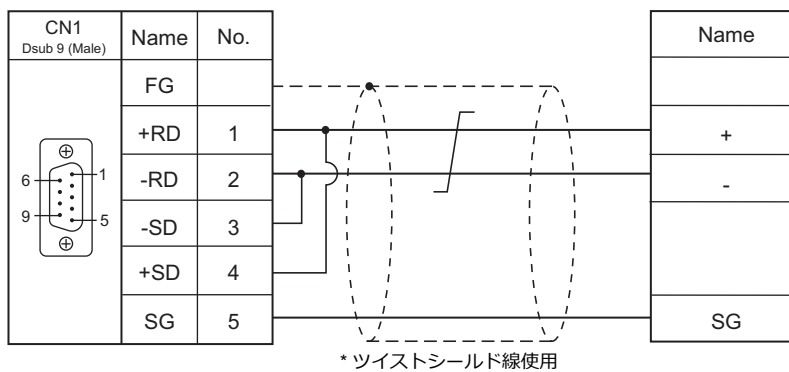 CN1
Dsub 9 (Male)
Name
No.
Name
FG
+RD
1
+
-RD
2
-
-SD
3
+SD
4
SG
5
SG
6
1
9
5
* ツイストシールド線使用